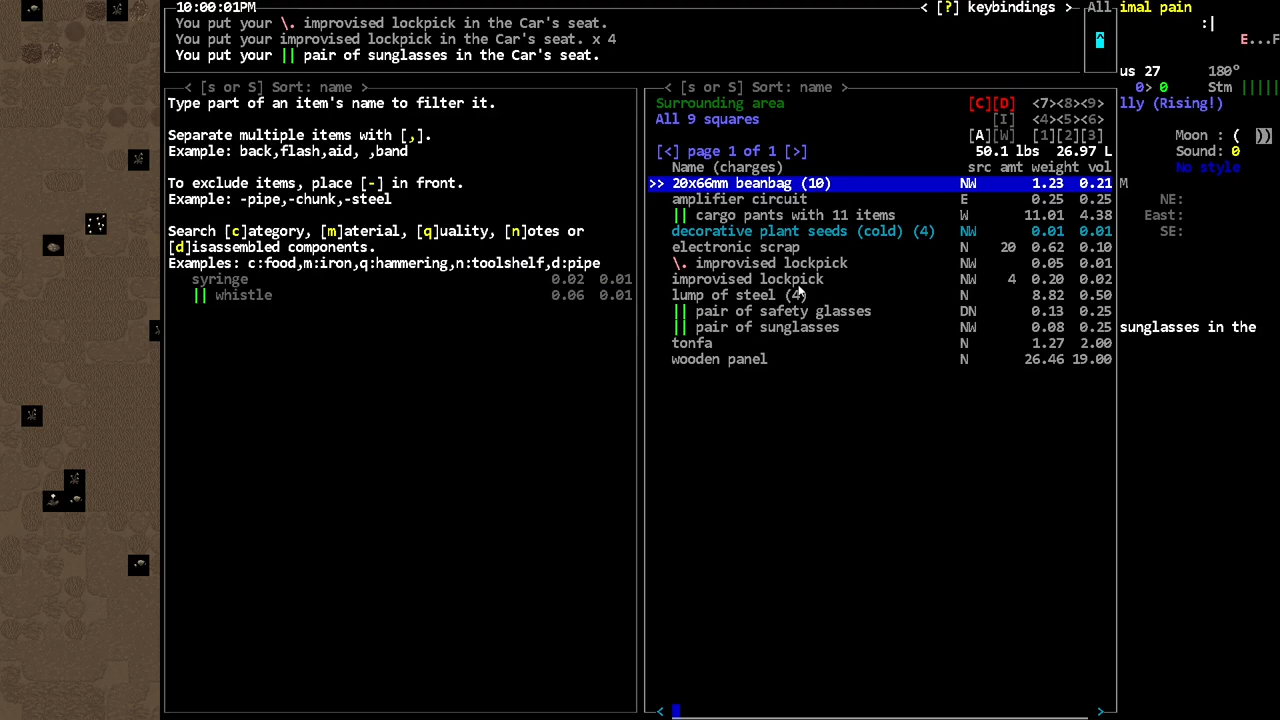 10:00:01PM
< [?] keybindings >
All
imal pain
You put your \. improvised lockpick in the Car's seat.
You put your improvised lockpick in the Car's seat. x 4
You put your || pair of sunglasses in the Car's seat.
^
:|
E...F
us 27 180°
0> 0 Stm |||||
lly (Rising!)
Moon : ( ))
Sound: 0
No style
M
NE:
East:
SE:
sunglasses in the
< [s or S] Sort: name >
Type part of an item's name to filter it.
Separate multiple items with [,].
Example: back,flash,aid, ,band
To exclude items, place [-] in front.
Example: -pipe,-chunk,-steel
Search [c]ategory, [m]aterial, [q]uality, [n]otes or
[d]isassembled components.
Examples: c:food,m:iron,q:hammering,n:toolshelf,d:pipe
syringe 0.02 0.01
|| whistle 0.06 0.01
< [s or S] Sort: name >
Surrounding area [C][D] <7><8><9>
All 9 squares [I] <4><5><6>
[A][W] [1][2][3]
[<] page 1 of 1 [>] 50.1 lbs 26.97 L
Name (charges) src amt weight vol
>> 20x66mm beanbag (10) NW 1.23 0.21
amplifier circuit E 0.25 0.25
|| cargo pants with 11 items W 11.01 4.38
decorative plant seeds (cold) (4) NW 0.01 0.01
electronic scrap N 20 0.62 0.10
\. improvised lockpick NW 0.05 0.01
improvised lockpick NW 4 0.20 0.02
lump of steel (4) N 8.82 0.50
|| pair of safety glasses DN 0.13 0.25
|| pair of sunglasses NW 0.08 0.25
tonfa N 1.27 2.00
wooden panel N 26.46 19.00
< >